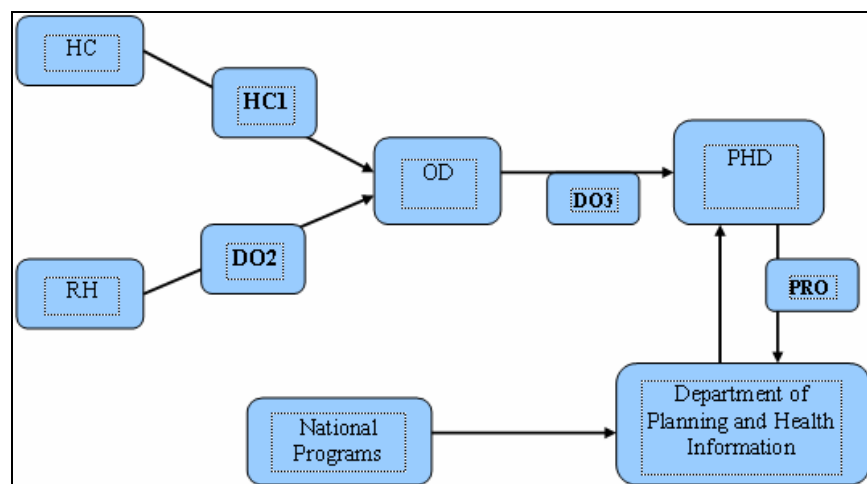 HC
HC1
OD
PHD
DO3
DO2
RH
PRO
Department of
Planning and Health
Information
National
Programs